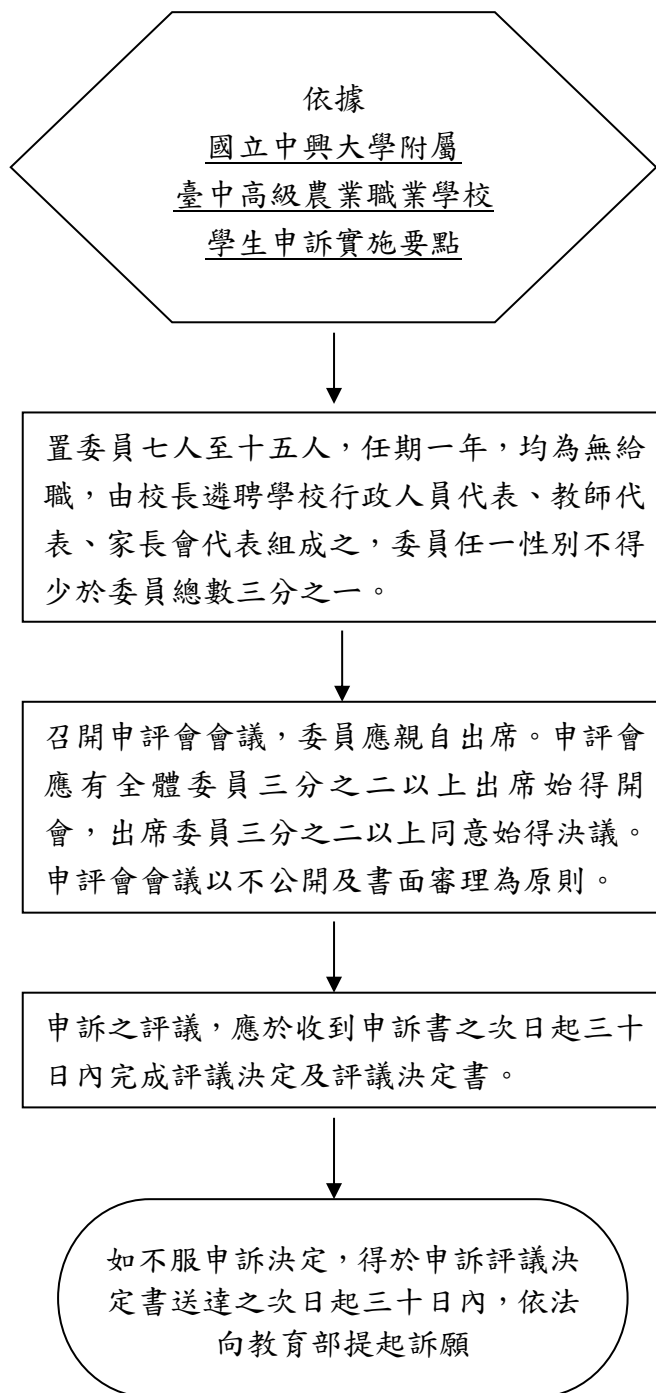 依據
國立中興大學附屬
臺中高級農業職業學校
學生申訴實施要點
置委員七人至十五人，任期一年，均為無給
職，由校長遴聘學校行政人員代表、教師代
表、家長會代表組成之，委員任一性別不得
少於委員總數三分之一。
召開申評會會議，委員應親自出席。申評會
應有全體委員三分之二以上出席始得開
會，出席委員三分之二以上同意始得決議。
申評會會議以不公開及書面審理為原則。
申訴之評議，應於收到申訴書之次日起三十
日內完成評議決定及評議決定書。
如不服申訴決定，得於申訴評議決
定書送達之次日起三十日內，依法
向教育部提起訴願